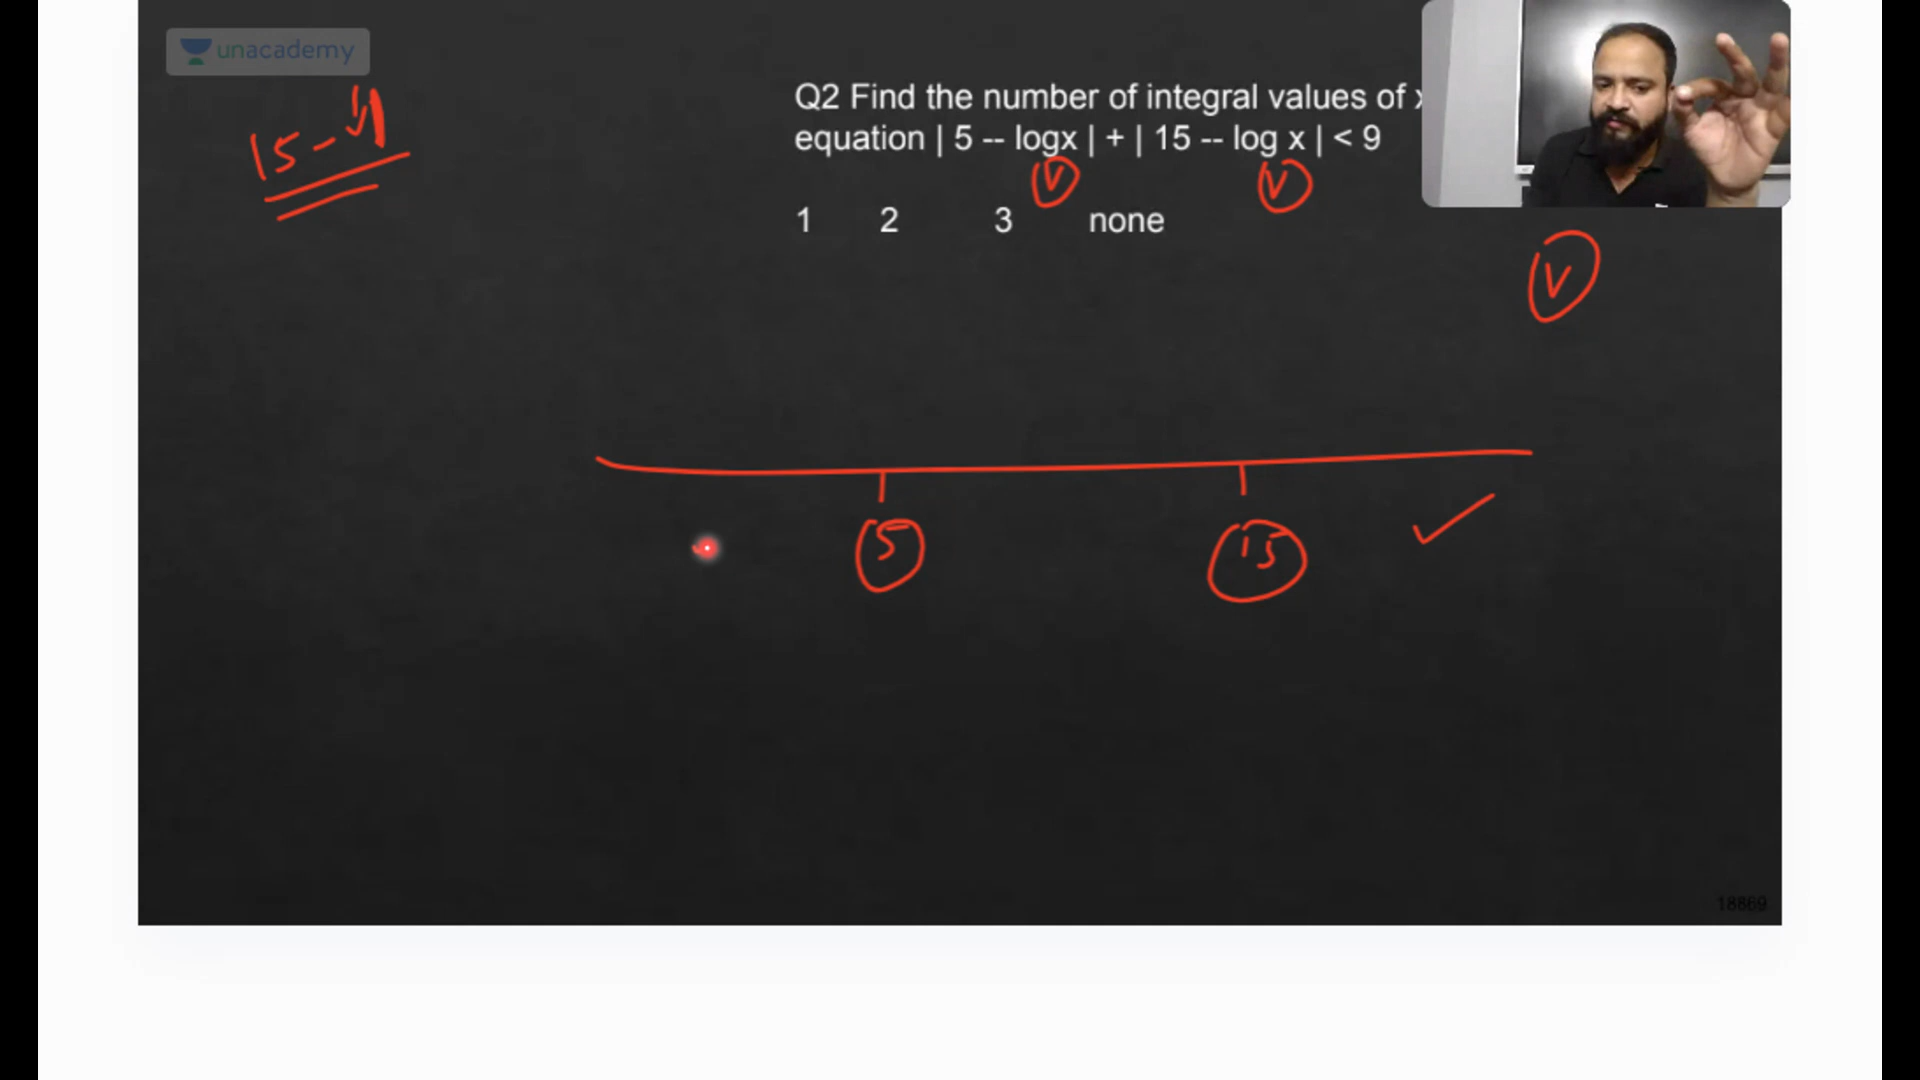 unacademy
15-y
Q2 Find the number of integral values of x
equation | 5 -- logx | + | 15 -- log x | < 9
V V
1 2 3 none
V
5 15
18869